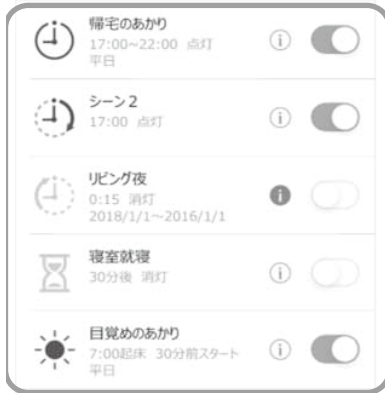 帰宅のあかり
17:00~22:00 点灯
平日
シーン2
17:00 点灯
リビング夜
0:15 消灯
2018/1/1~2016/1/1
寝室就寝
30分後 消灯
目覚めのあかり
7:00起床 30分前スタート
平日